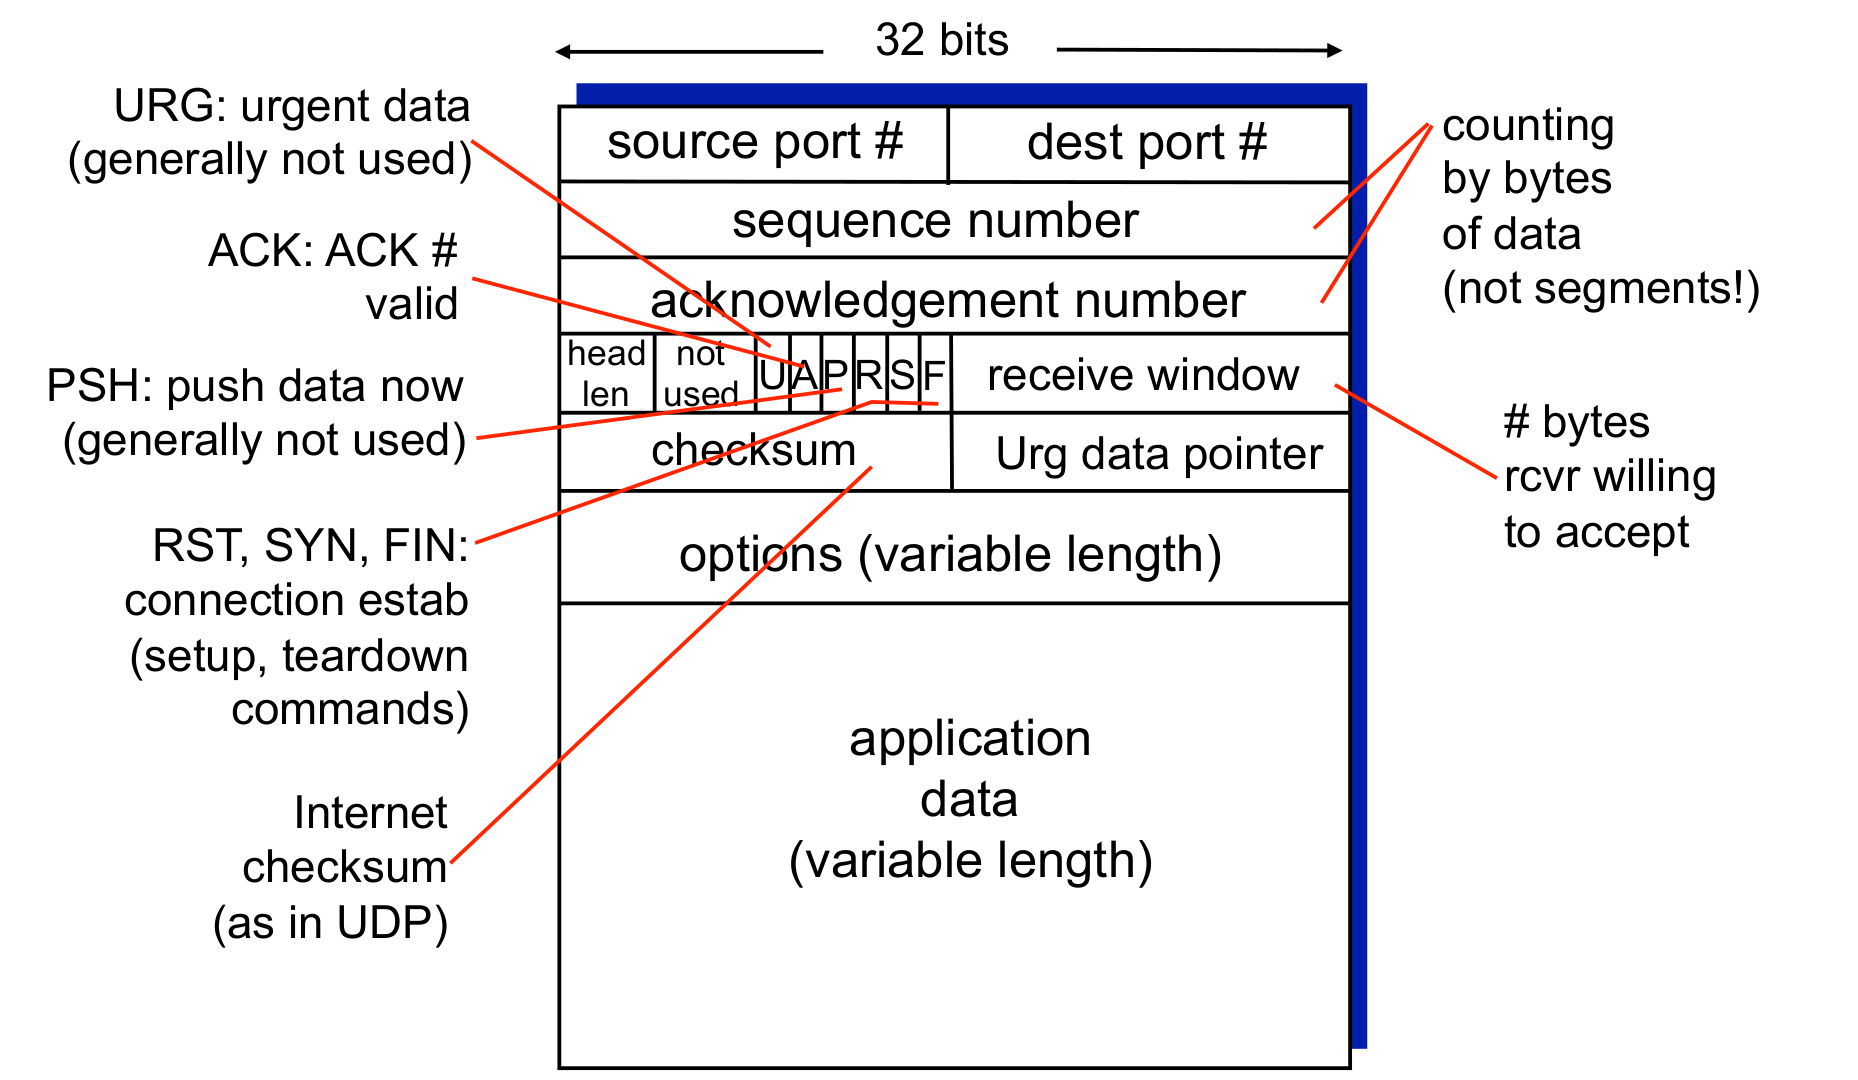 32 bits
URG: urgent data
(generally not used)
ACK: ACK #
valid
PSH: push data now
(generally not used)
RST, SYN, FIN:
connection estab
(setup, teardown
commands)
Internet
checksum
(as in UDP)
source port #
dest port #
sequence number
acknowledgement number
head
len
not
used
U
A
P
R
S
F
receive window
checksum
Urg data pointer
options (variable length)
application
data
(variable length)
counting
by bytes
of data
(not segments!)
# bytes
rcvr willing
to accept